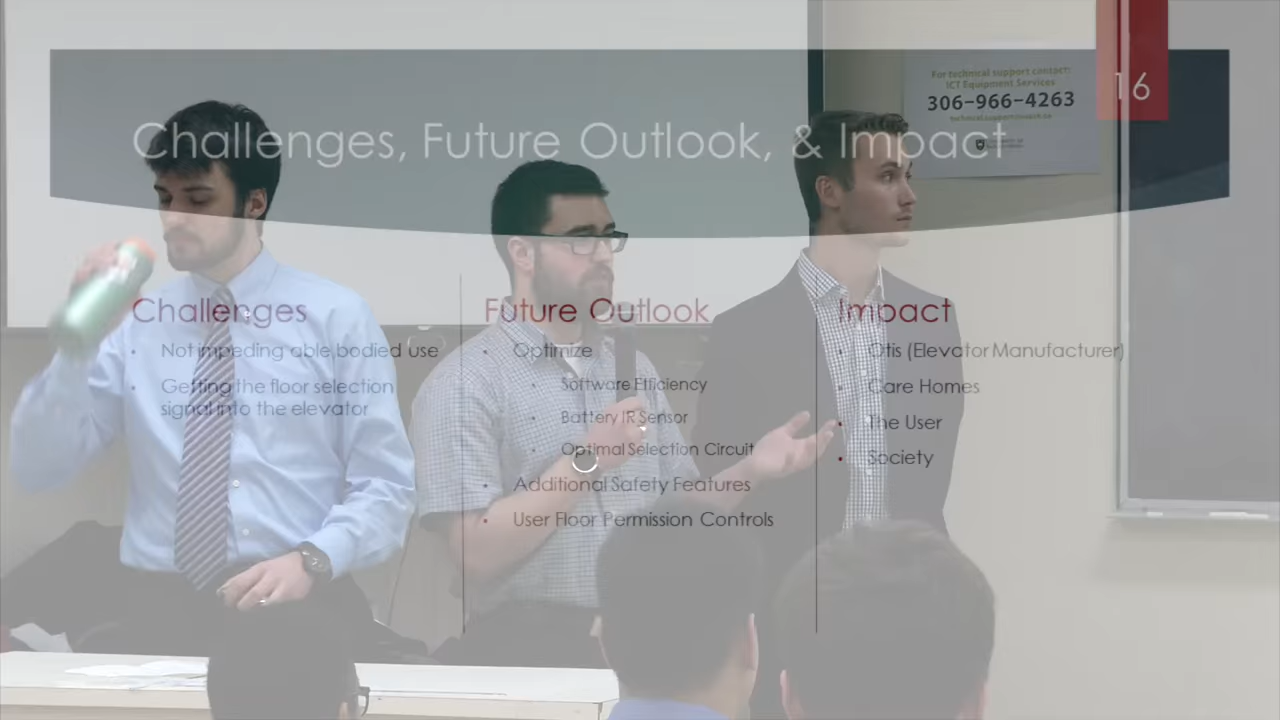 For technical support contact:
ICT Equipment Services
306-966-4263
16
Challenges, Future Outlook, & Impact
Challenges
• Not impeding able bodied use
• Getting the floor selection
signal into the elevator
Future Outlook
• Optimize
• Software Efficiency
• Battery IR Sensor
• Optimal Selection Circuit
• Additional Safety Features
• User Floor Permission Controls
Impact
• Otis (Elevator Manufacturer)
• Care Homes
• The User
• Society